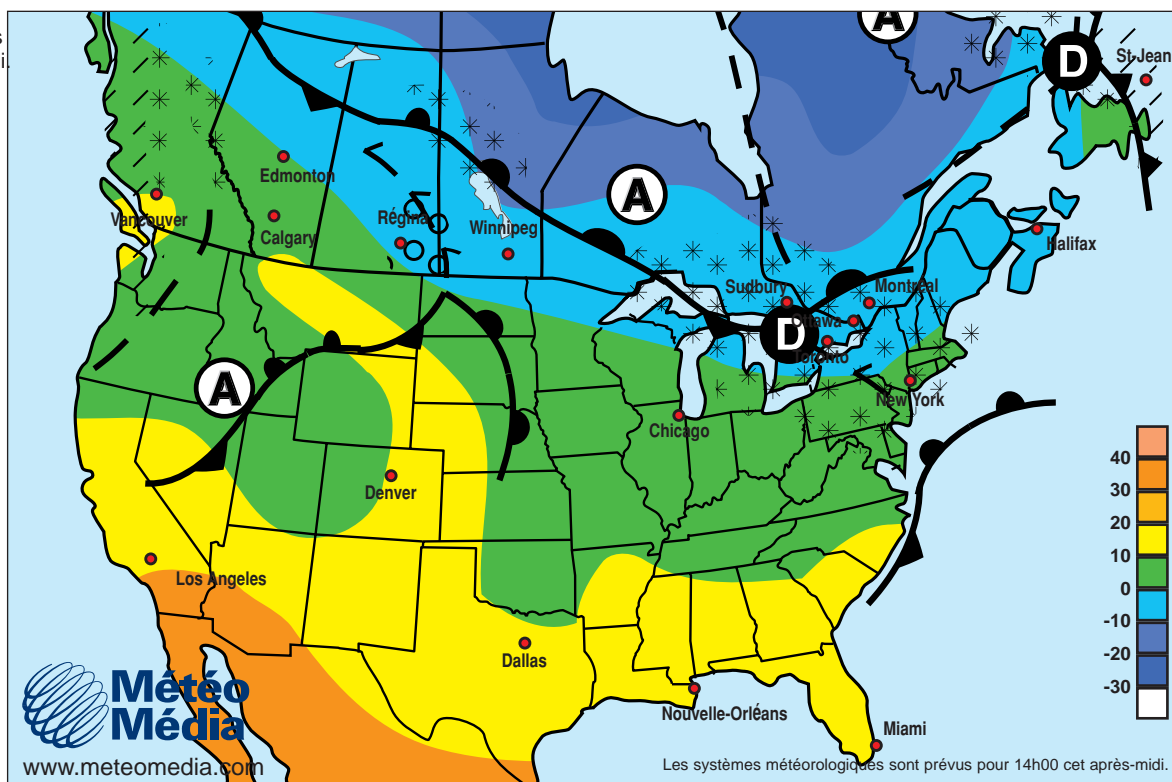 s
i.
A
D
St-Jean
Edmonton
A
Vancouver
Calgary
Régina
Winnipeg
Halifax
Sudbury
Montréal
Ottawa
D
Toronto
A
New York
Chicago
Denver
Los Angeles
Dallas
Nouvelle-Orléans
Miami
40
30
20
10
0
-10
-20
-30
Météo
Média
www.meteomedia.com
Les systèmes météorologiques sont prévus pour 14h00 cet après-midi.